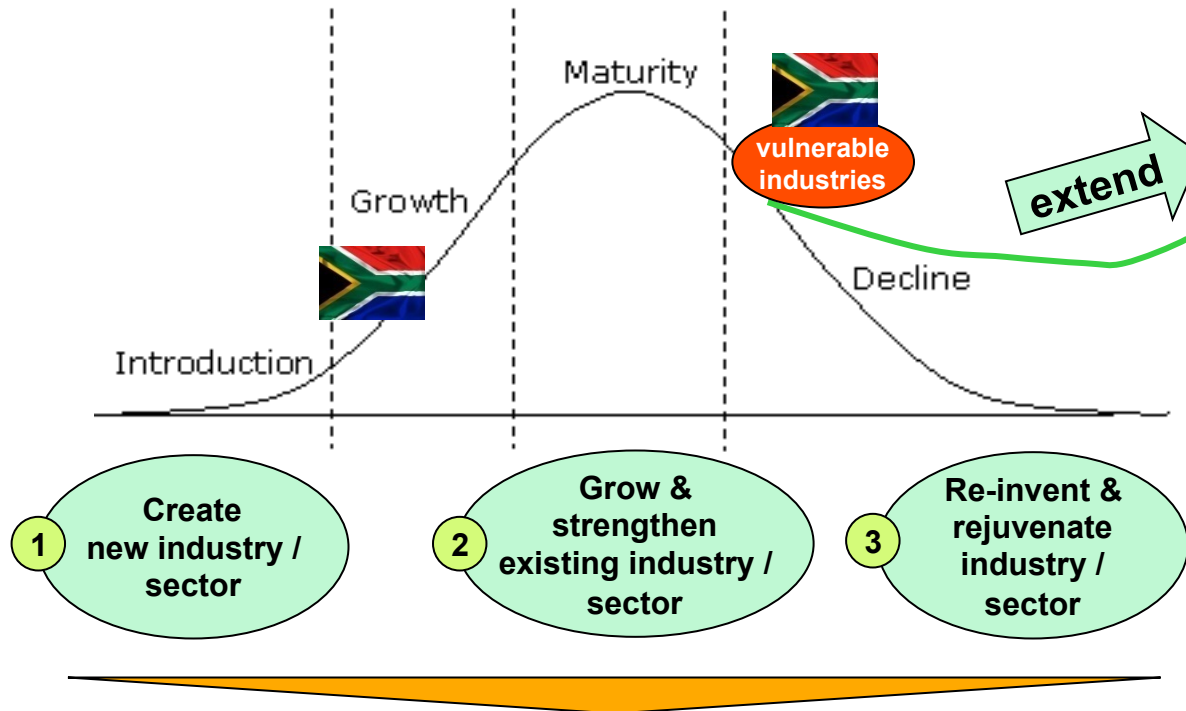 Maturity
vulnerable
industries
extend
Growth
Decline
Introduction
1
Create
new industry /
sector
2
Grow &
strengthen
existing industry /
sector
3
Re-invent &
rejuvenate
industry /
sector